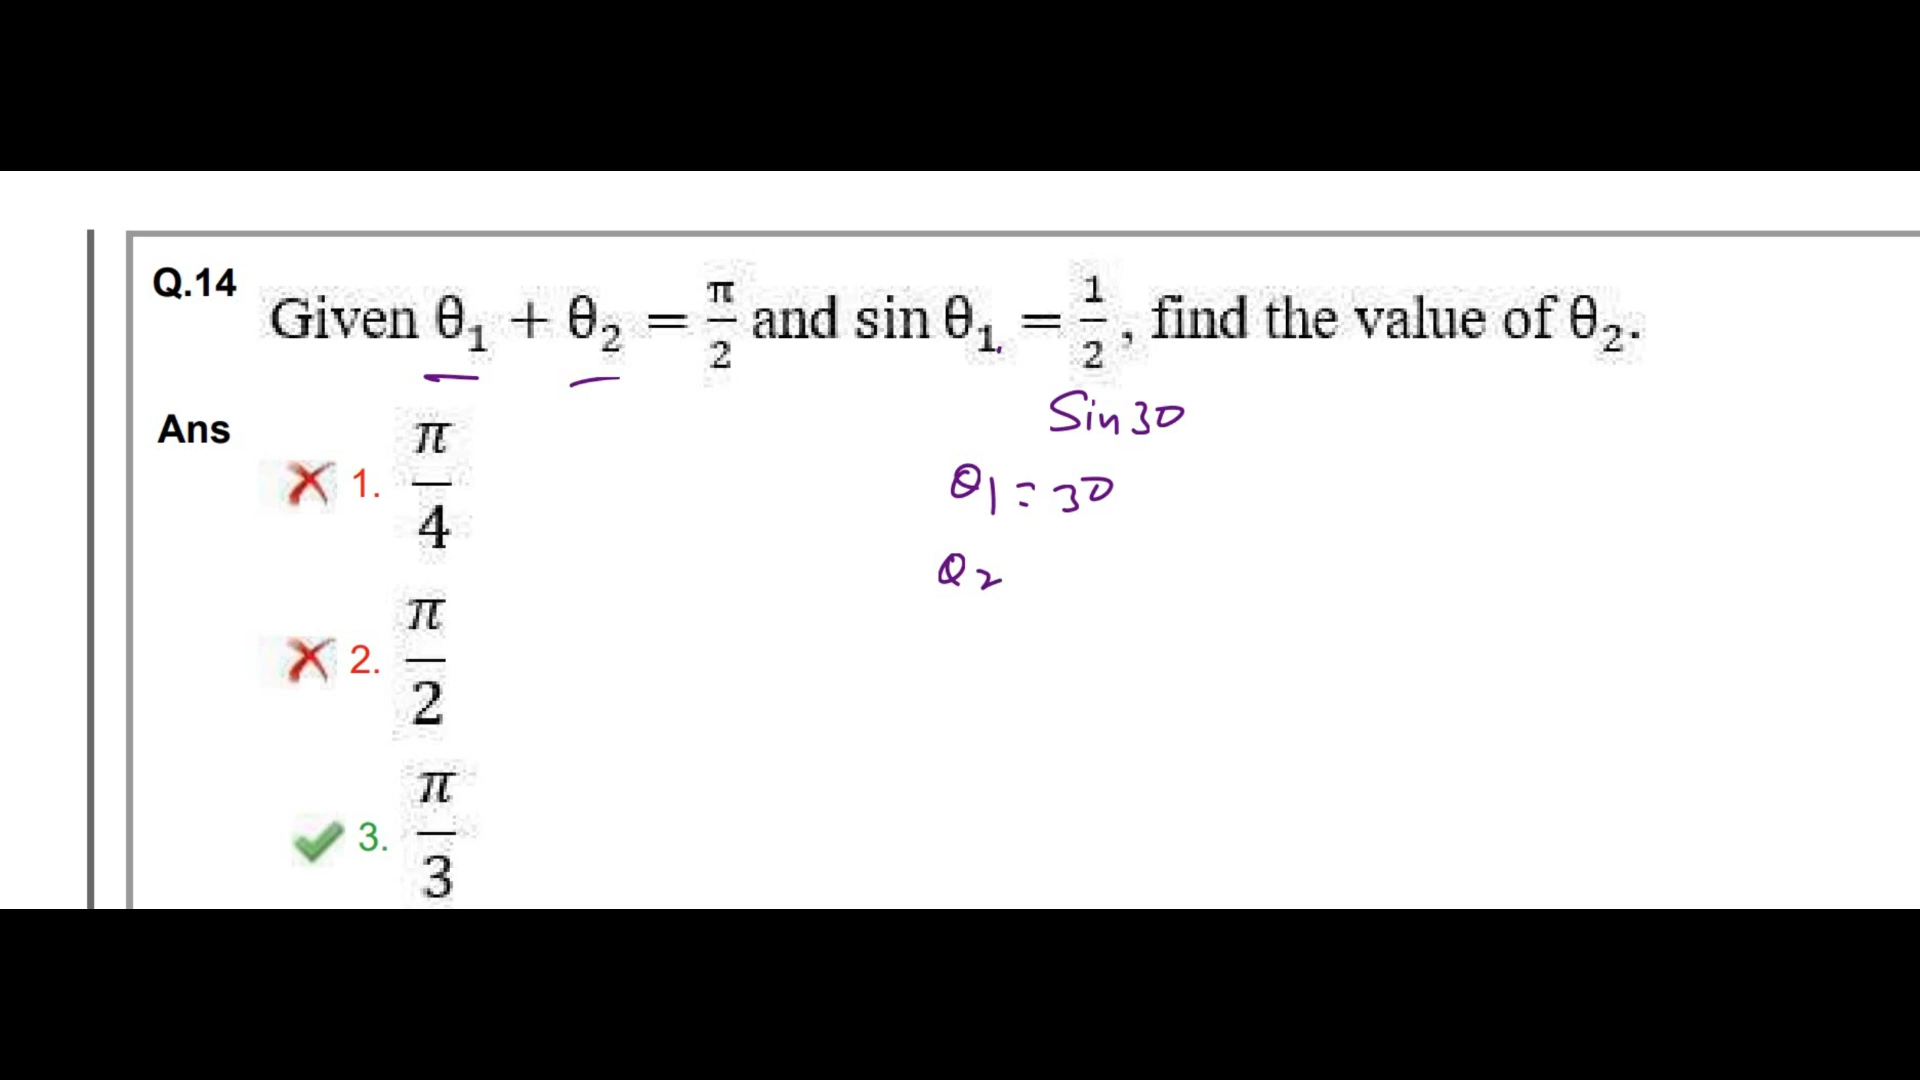 Q.14 Given θ₁ + θ₂ = π/2 and sin θ₁ = 1/2, find the value of θ₂.
Sin 30
Ans
1. π/4
θ1 = 30
θ2
2. π/2
3. π/3